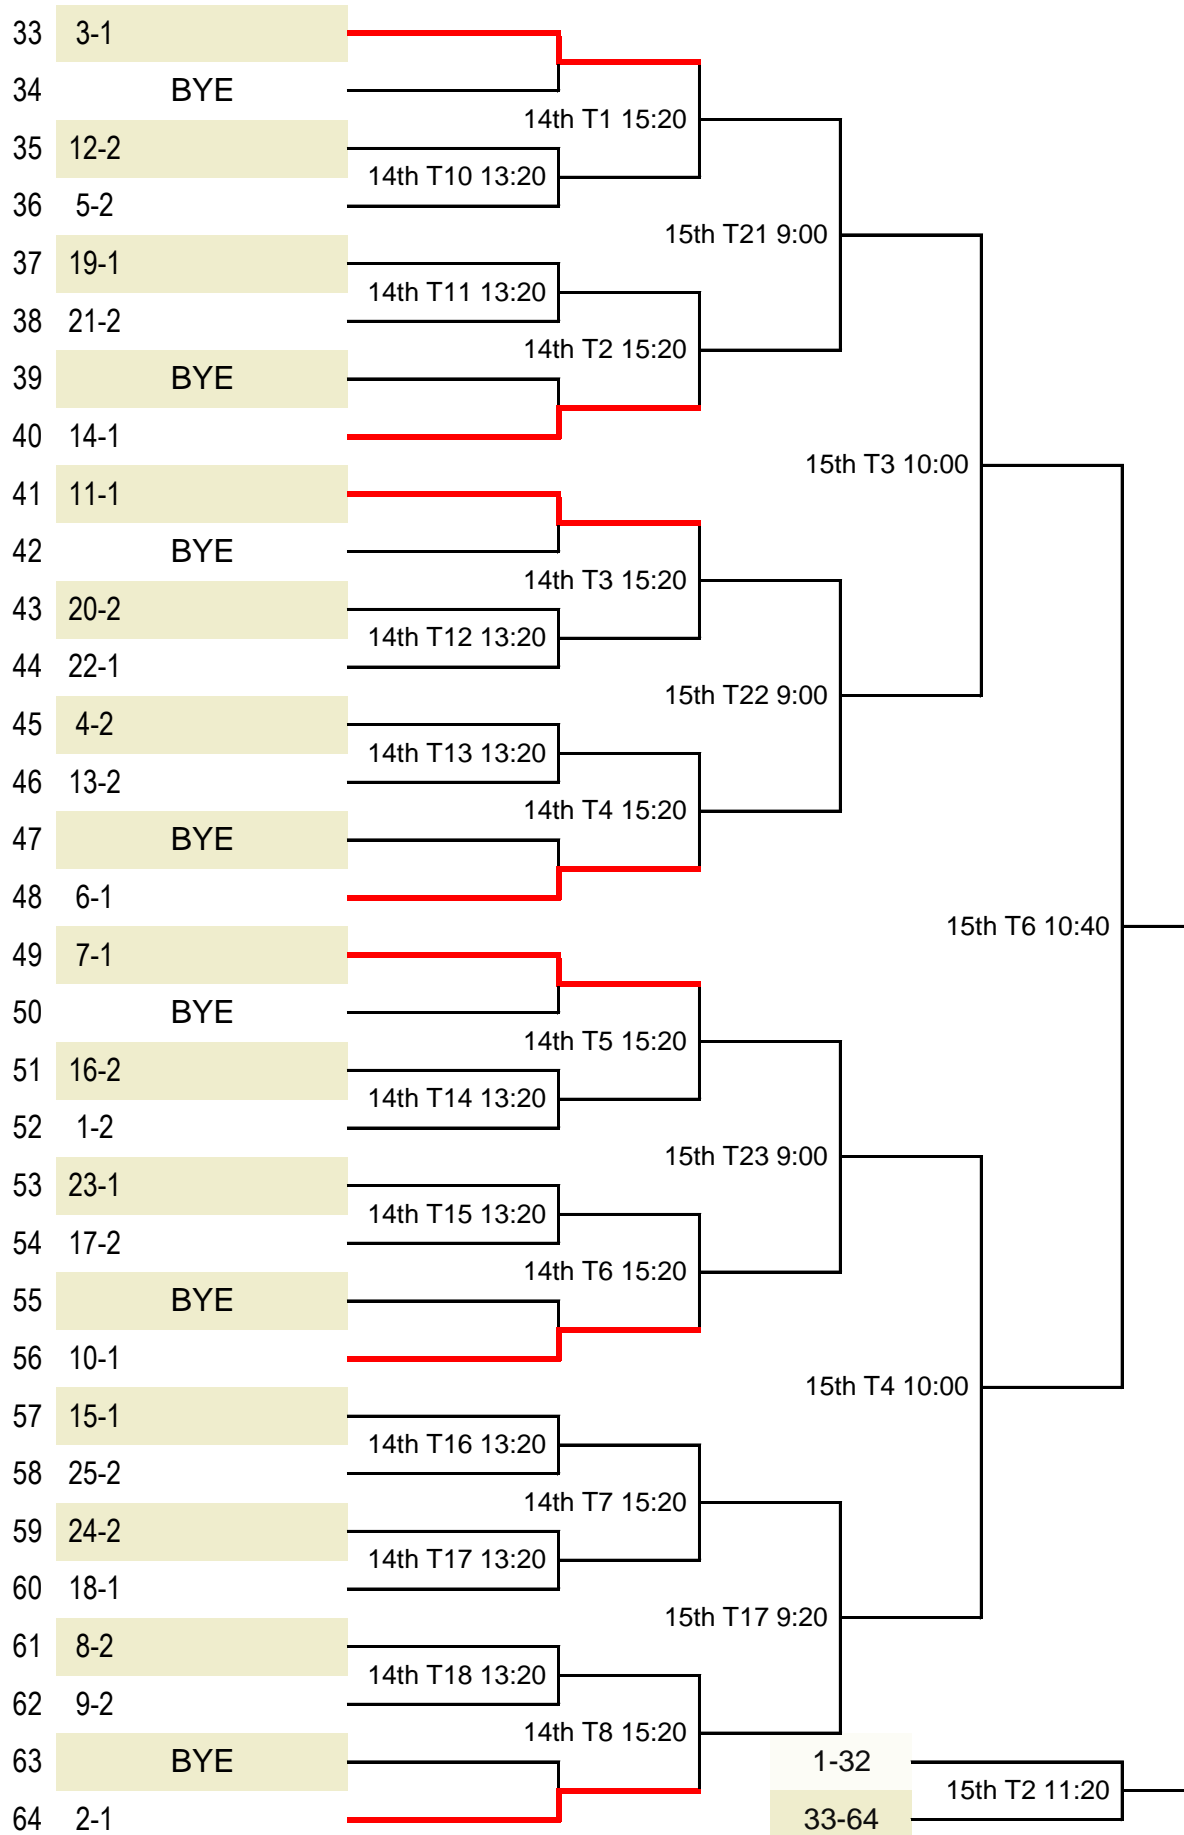 33 3-1
34 BYE
14th T1 15:20
35 12-2
14th T10 13:20
36 5-2
15th T21 9:00
37 19-1
14th T11 13:20
38 21-2
14th T2 15:20
39 BYE
40 14-1
15th T3 10:00
41 11-1
42 BYE
14th T3 15:20
43 20-2
14th T12 13:20
44 22-1
15th T22 9:00
45 4-2
14th T13 13:20
46 13-2
14th T4 15:20
47 BYE
48 6-1
15th T6 10:40
49 7-1
50 BYE
14th T5 15:20
51 16-2
14th T14 13:20
52 1-2
15th T23 9:00
53 23-1
14th T15 13:20
54 17-2
14th T6 15:20
55 BYE
56 10-1
15th T4 10:00
57 15-1
14th T16 13:20
58 25-2
14th T7 15:20
59 24-2
14th T17 13:20
60 18-1
15th T17 9:20
61 8-2
14th T18 13:20
62 9-2
14th T8 15:20
63 BYE
1-32
15th T2 11:20
64 2-1
33-64